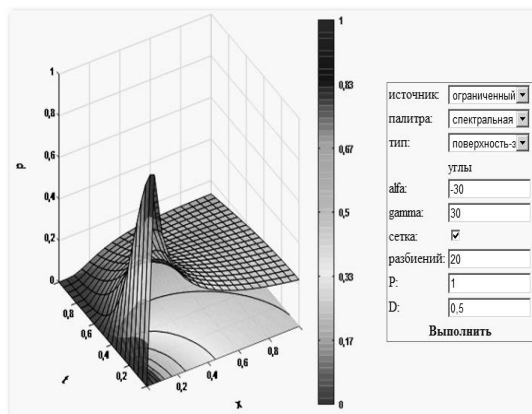 1
0,8
0,6
0,4
0,2
0
p
0,8
0,6
0,4
0,2
0,2
0,4
0,6
0,8
x
1
0,83
0,67
0,5
0,33
0,17
0
источник: ограниченный
палитра: спектральная
тип: поверхность-э
углы
alfa: -30
gamma: 30
сетка:
разбиений: 20
P: 1
D: 0,5
Выполнить